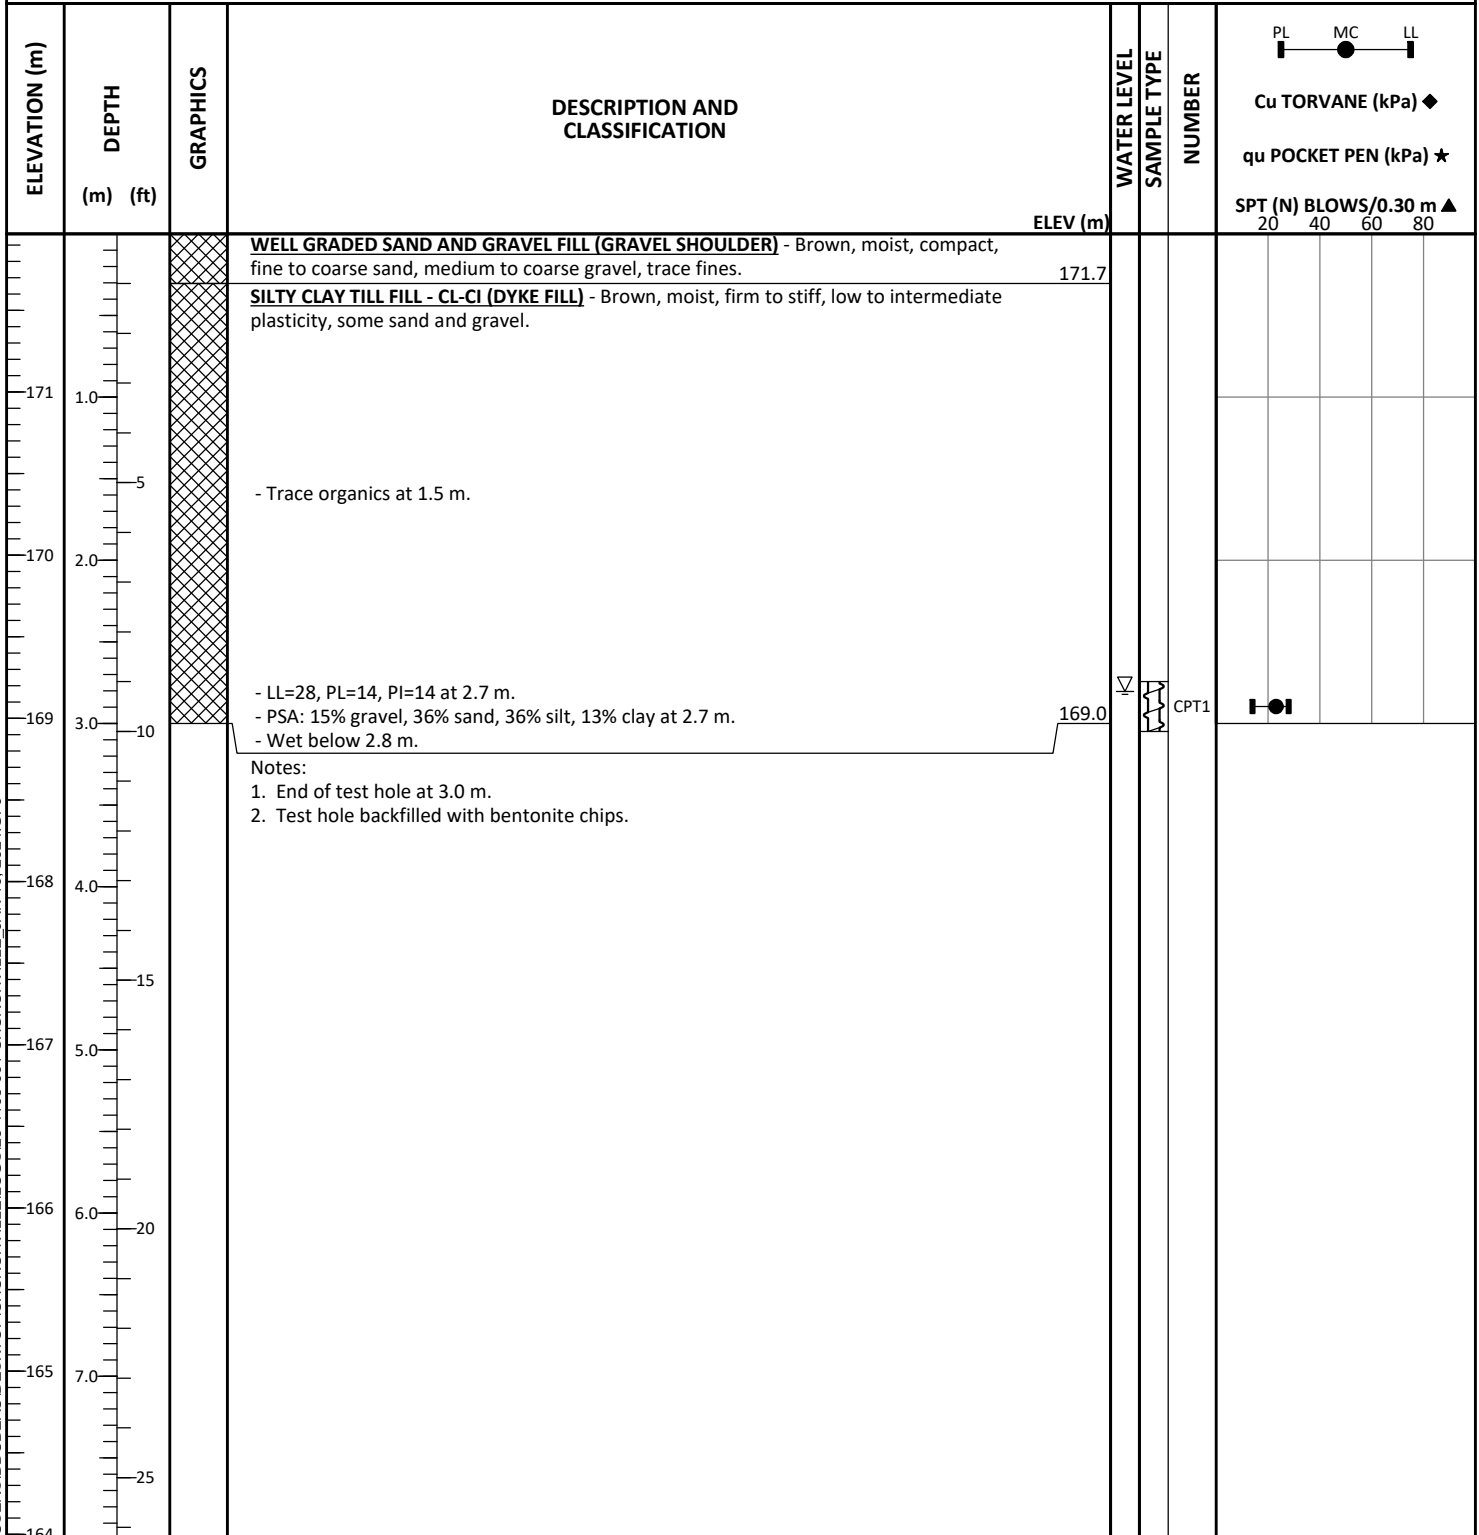 ELEVATION (m)
DEPTH
(m) (ft)
GRAPHICS
DESCRIPTION AND
CLASSIFICATION
ELEV (m)
WATER LEVEL
SAMPLE TYPE
NUMBER
PL MC LL
Cu TORVANE (kPa) ◆
qu POCKET PEN (kPa) ★
SPT (N) BLOWS/0.30 m ▲
20 40 60 80
WELL GRADED SAND AND GRAVEL FILL (GRAVEL SHOULDER) - Brown, moist, compact,
fine to coarse sand, medium to coarse gravel, trace fines.
171.7
SILTY CLAY TILL FILL - CL-CI (DYKE FILL) - Brown, moist, firm to stiff, low to intermediate
plasticity, some sand and gravel.
171 1.0
5
- Trace organics at 1.5 m.
170 2.0
- LL=28, PL=14, PI=14 at 2.7 m.
- PSA: 15% gravel, 36% sand, 36% silt, 13% clay at 2.7 m.
169 3.0
169.0
CPT1
10
- Wet below 2.8 m.
Notes:
1. End of test hole at 3.0 m.
2. Test hole backfilled with bentonite chips.
168 4.0
15
167 5.0
166 6.0
20
165 7.0
25
164